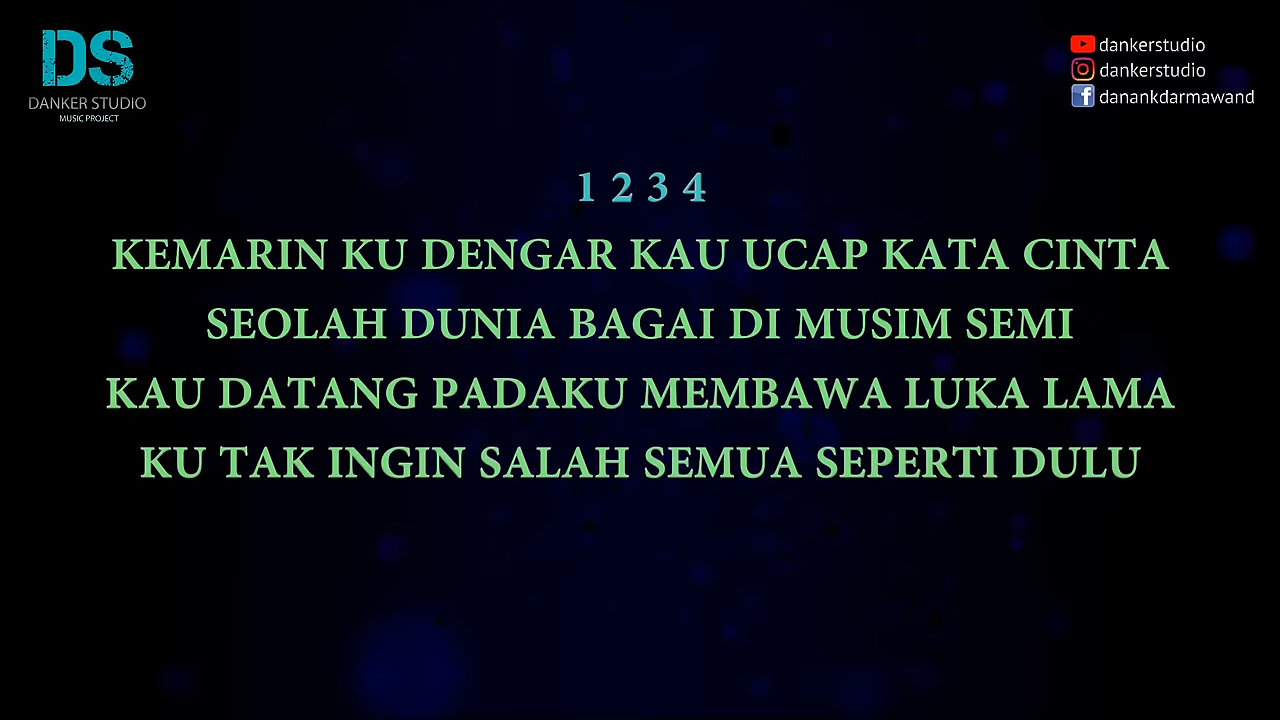 DS
DANKER STUDIO
MUSIC PROJECT
dankerstudio
dankerstudio
danankdarmawand
1 2 3 4
KEMARIN KU DENGAR KAU UCAP KATA CINTA
SEOLAH DUNIA BAGAI DI MUSIM SEMI
KAU DATANG PADAKU MEMBAWA LUKA LAMA
KU TAK INGIN SALAH SEMUA SEPERTI DULU